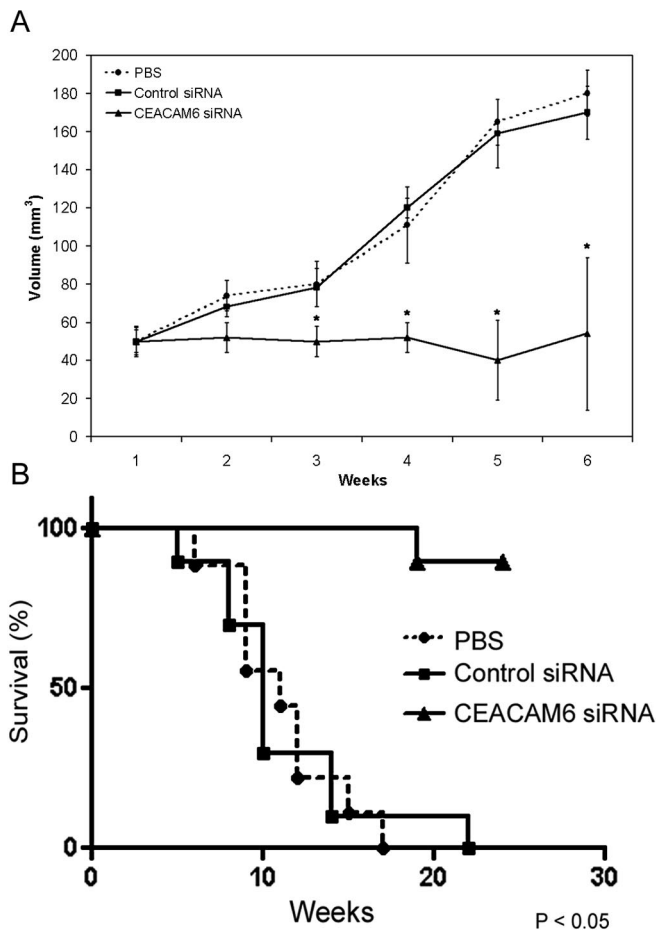 A
200
180
160
140
120
100
80
60
40
20
0
Volume (mm³)
PBS
Control siRNA
CEACAM6 siRNA
*
*
*
*
1 2 3 4 5 6
Weeks
B
100
50
0
Survival (%)
PBS
Control siRNA
CEACAM6 siRNA
0 10 20 30
Weeks
P < 0.05